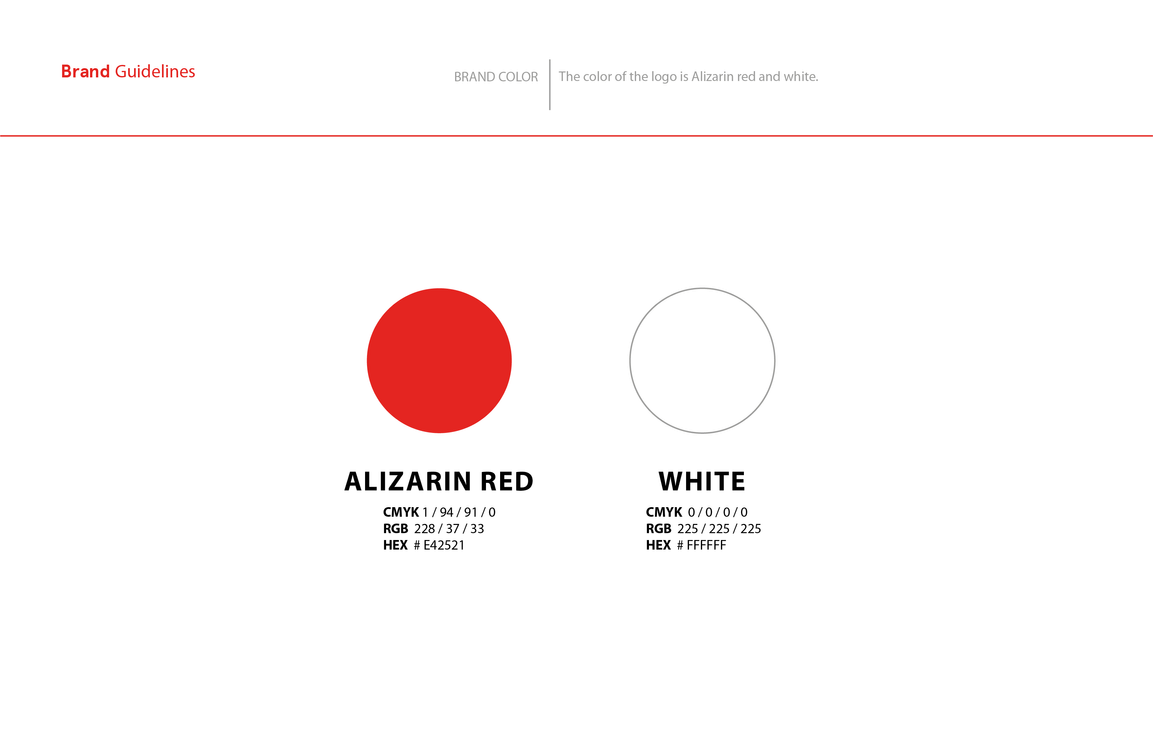 Brand Guidelines
BRAND COLOR
The color of the logo is Alizarin red and white.
ALIZARIN RED
CMYK 1 / 94 / 91 / 0
RGB 228 / 37 / 33
HEX # E42521
WHITE
CMYK 0 / 0 / 0 / 0
RGB 225 / 225 / 225
HEX # FFFFFF